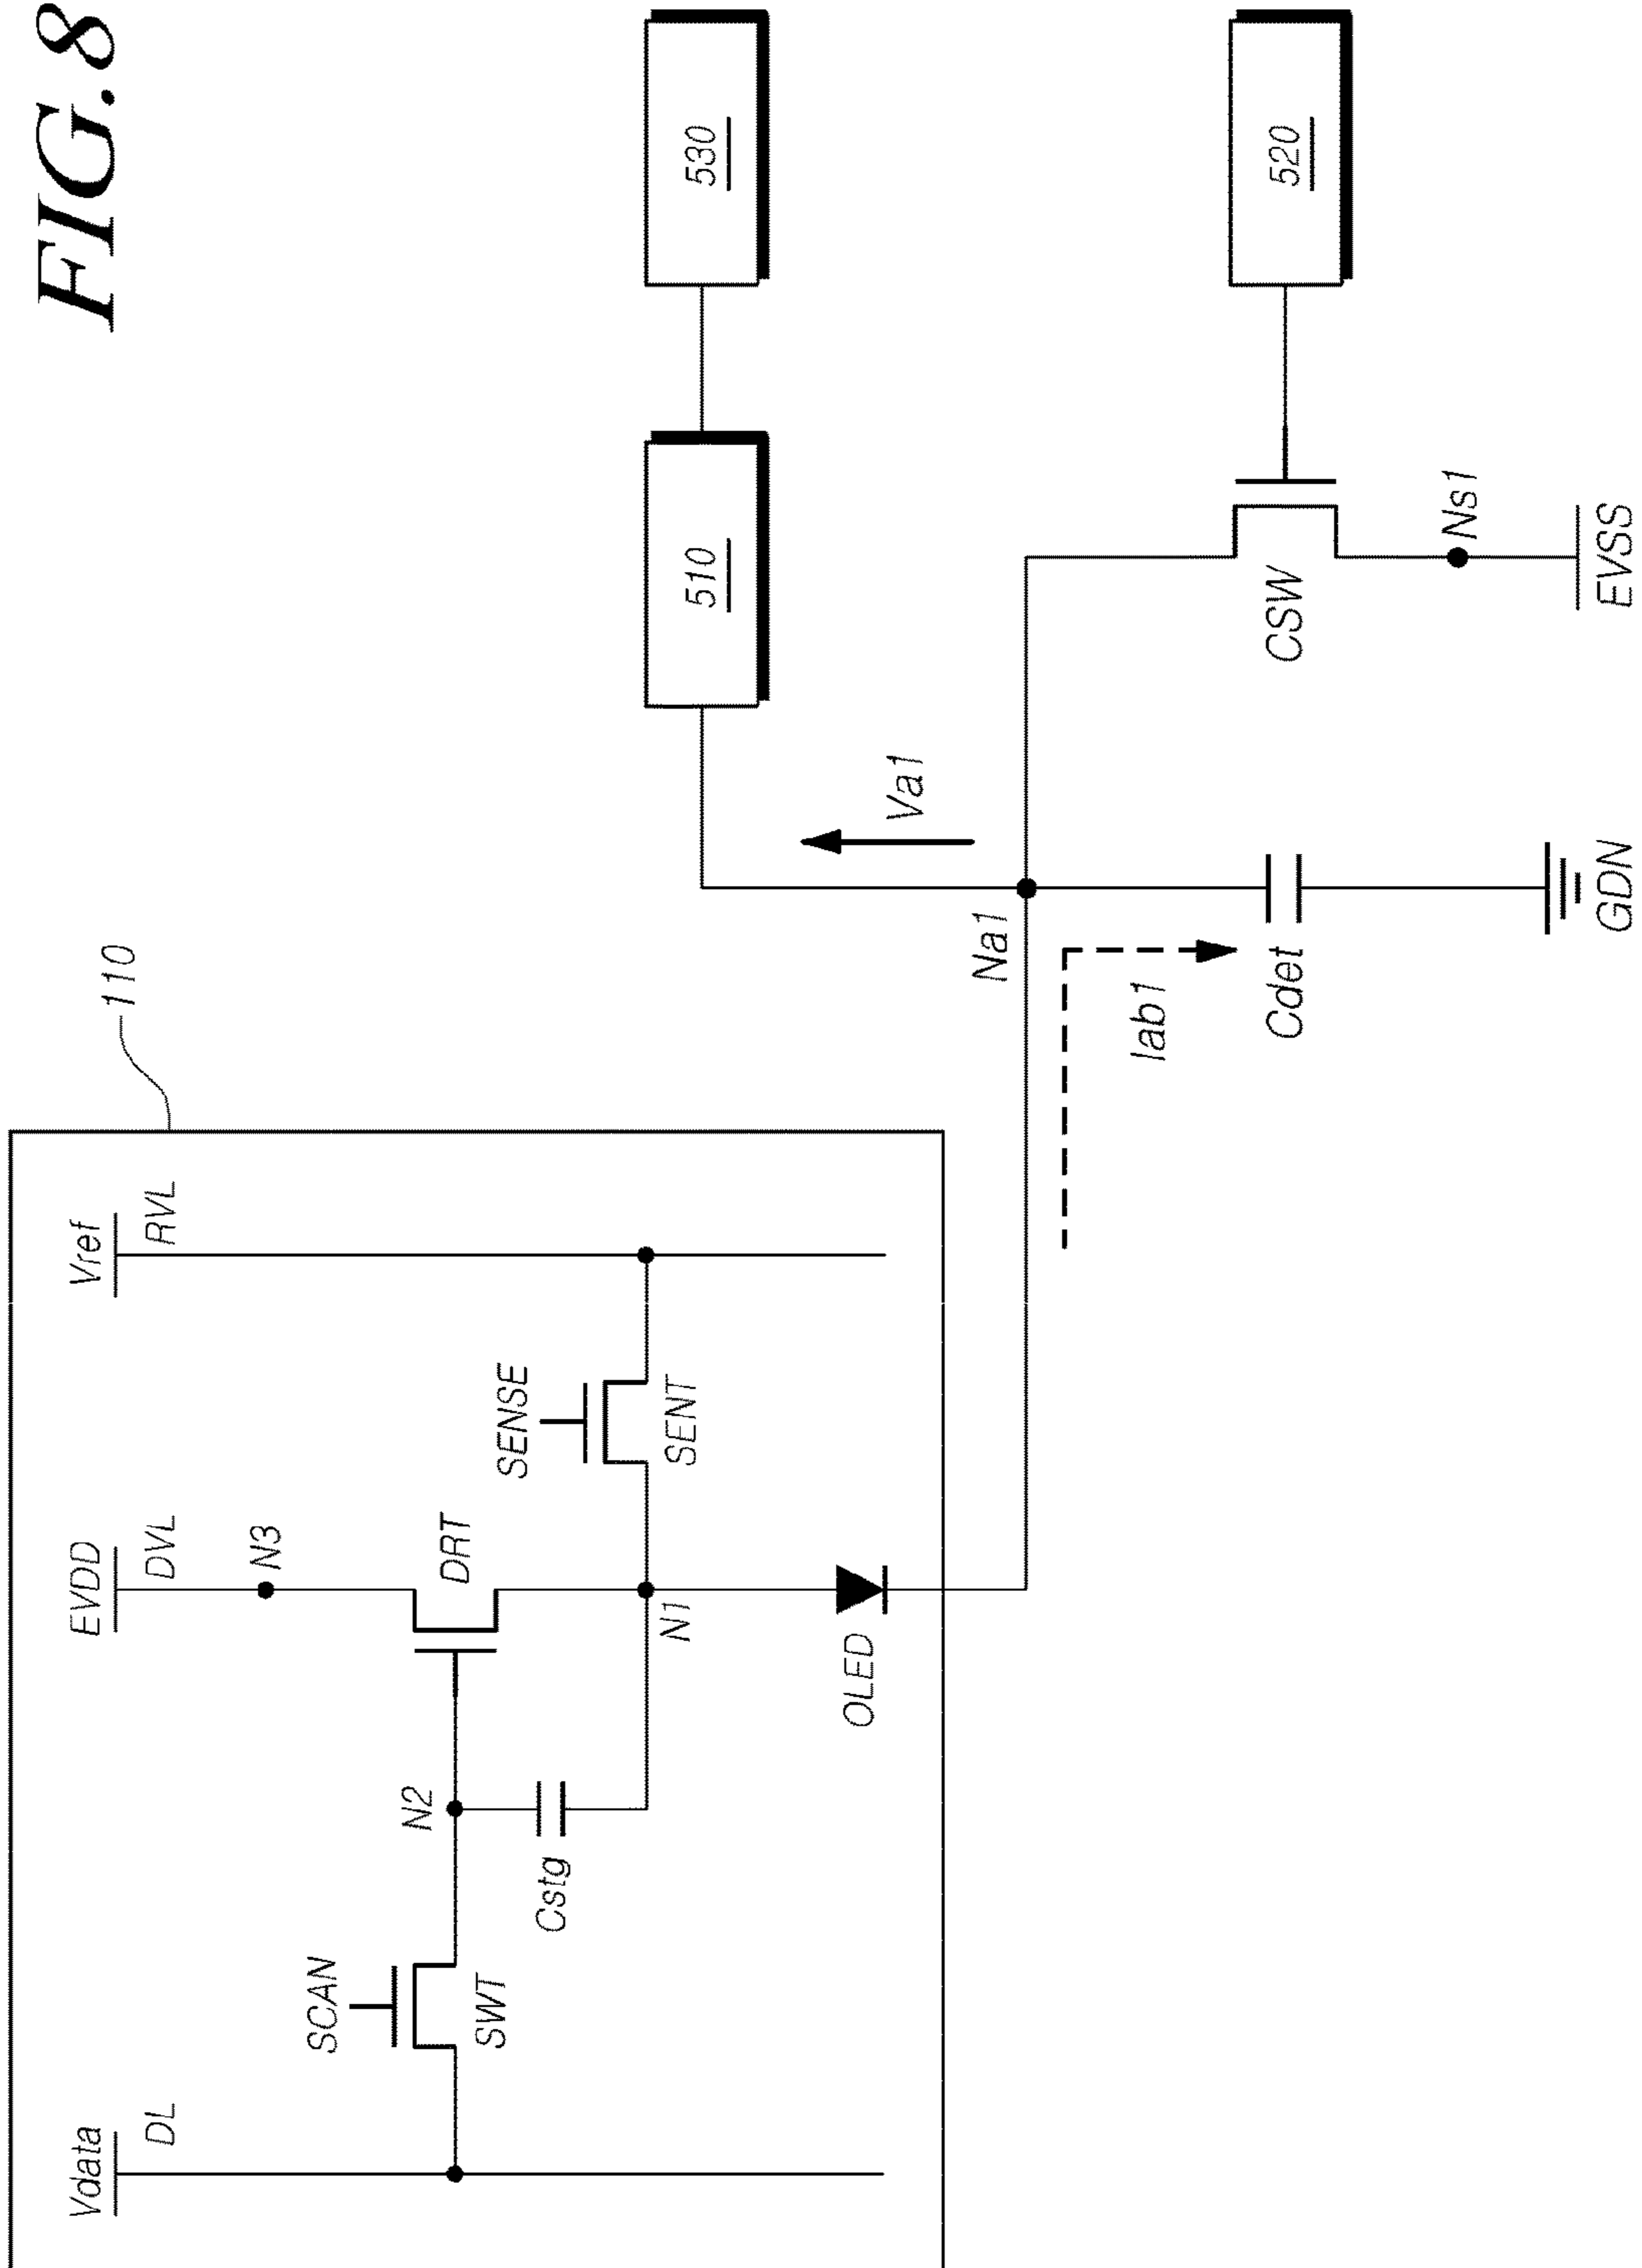 FIG.8
110
Vdata
DL
EVDD
DVL
Vref
RVL
N3
SCAN
SWT
N2
DRT
SENSE
SENT
Cstg
N1
OLED
510
530
Va1
Na1
Iab1
Cdet
GDN
CSW
520
Ns1
EVSS